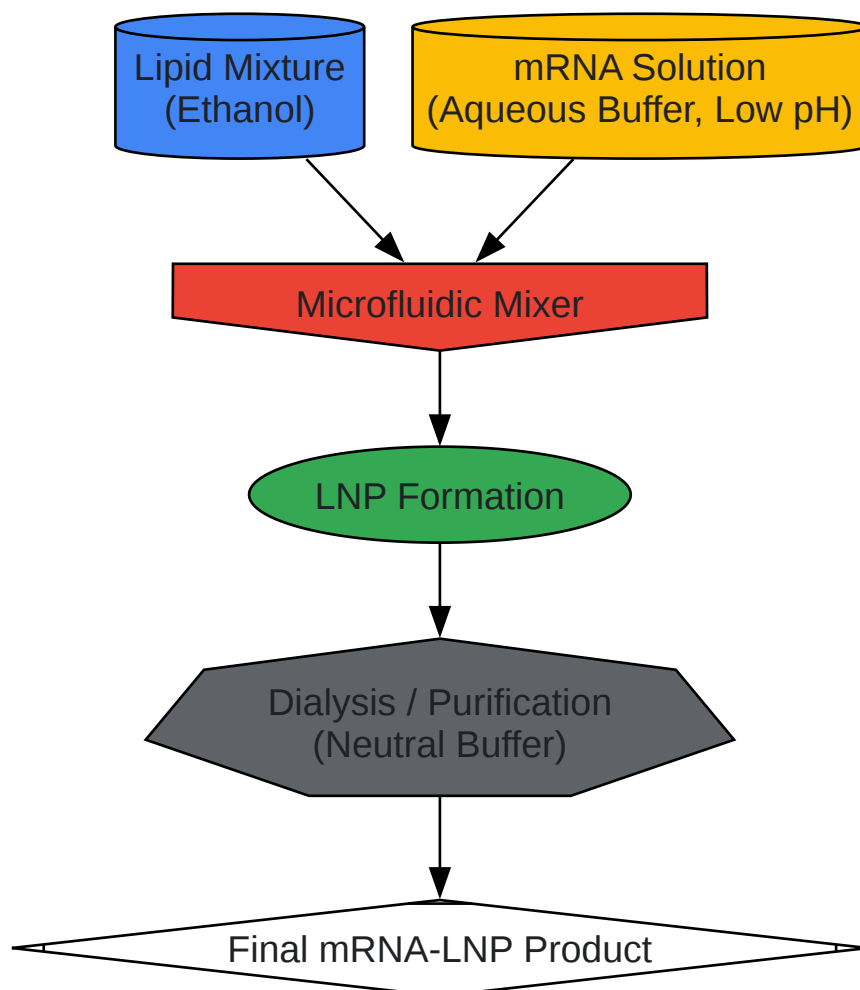 Lipid Mixture
(Ethanol)
mRNA Solution
(Aqueous Buffer, Low pH)
Microfluidic Mixer
LNP Formation
Dialysis / Purification
(Neutral Buffer)
Final mRNA-LNP Product